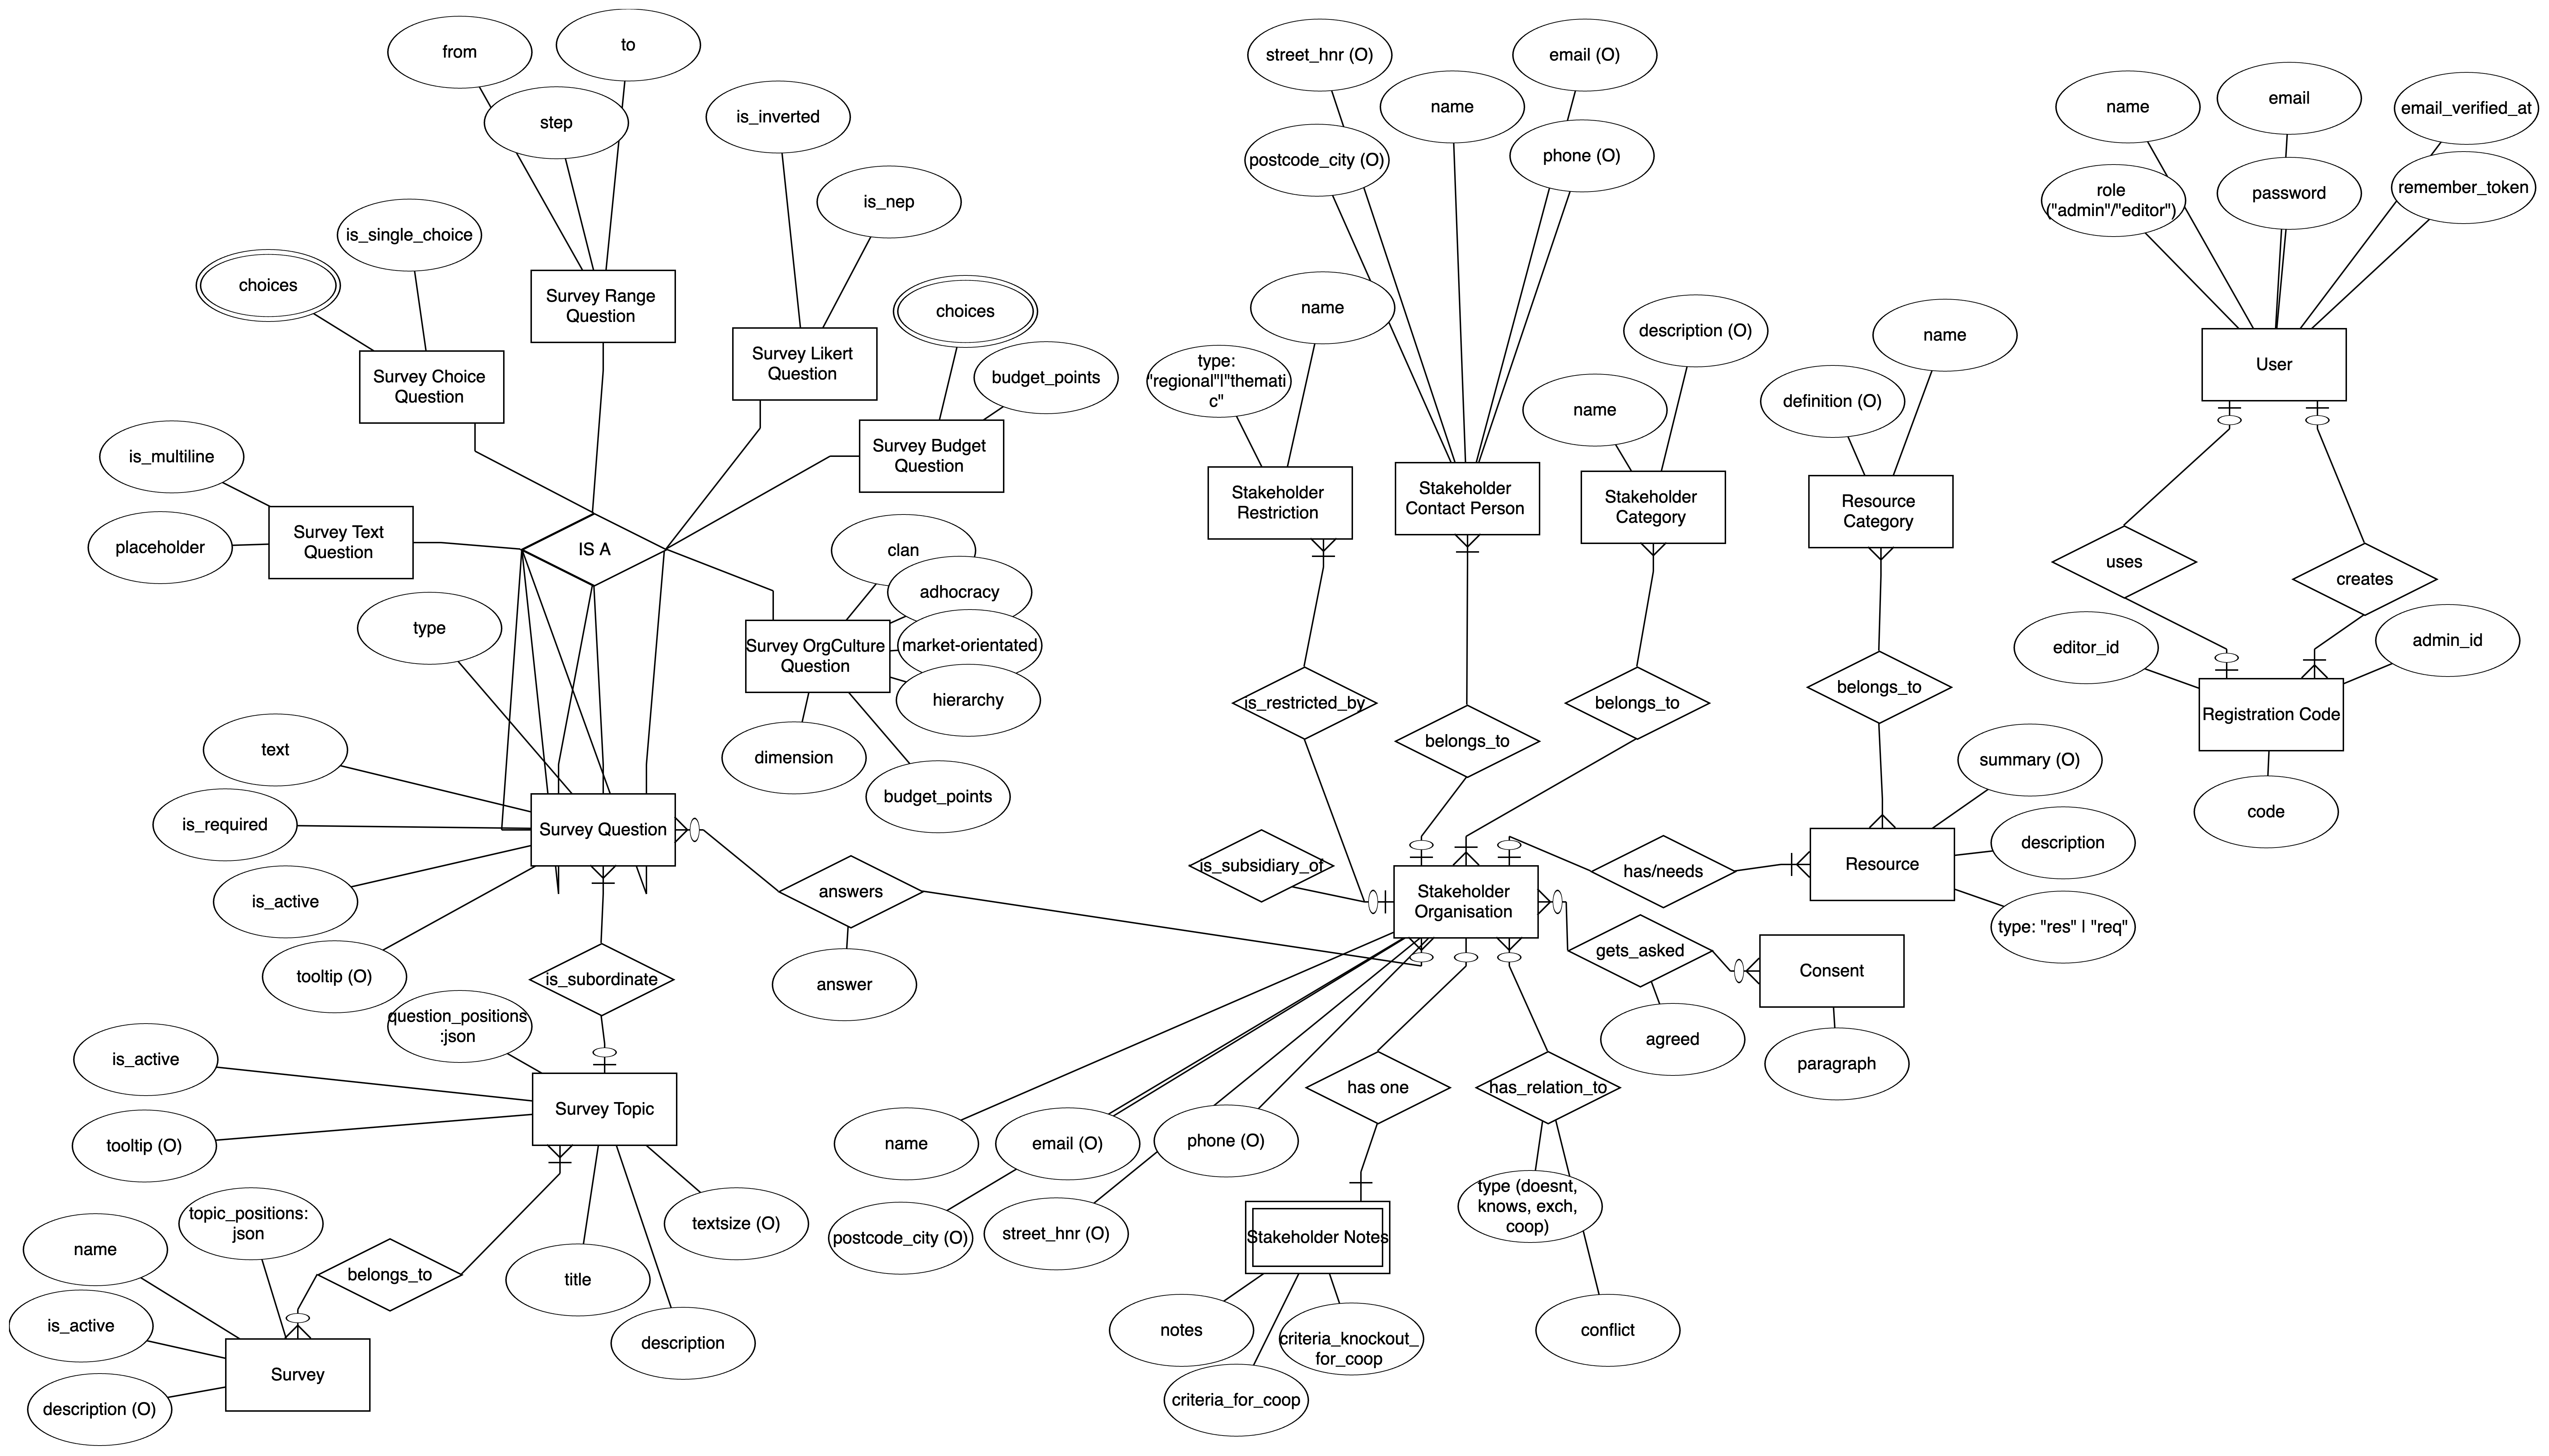 from
to
step
is_inverted
is_nep
is_single_choice
choices
Survey Range
Question
Survey Choice
Question
Survey Likert
Question
choices
budget_points
Survey Budget
Question
is_multiline
placeholder
Survey Text
Question
IS A
type
clan
adhocracy
market-orientated
hierarchy
Survey OrgCulture
Question
dimension
budget_points
text
is_required
is_active
tooltip (O)
Survey Question
answers
answer
is_subordinate
question_positions
:json
is_active
tooltip (O)
Survey Topic
textsize (O)
title
description
belongs_to
topic_positions:
json
name
is_active
description (O)
Survey
street_hnr (O)
postcode_city (O)
name
email (O)
phone (O)
name
type:
"regional"|"themati
c"
Stakeholder
Restriction
Stakeholder
Contact Person
name
description (O)
Stakeholder
Category
definition (O)
name
Resource
Category
is_restricted_by
belongs_to
belongs_to
belongs_to
is_subsidiary_of
Stakeholder
Organisation
has/needs
Resource
summary (O)
description
type: "res" | "req"
gets_asked
agreed
Consent
paragraph
name
email (O)
phone (O)
postcode_city (O)
street_hnr (O)
has one
has_relation_to
type (doesnt,
knows, exch,
coop)
conflict
Stakeholder Notes
notes
criteria_knockout_
for_coop
criteria_for_coop
name
email
email_verified_at
role
("admin"/"editor")
password
remember_token
User
uses
creates
editor_id
admin_id
Registration Code
code